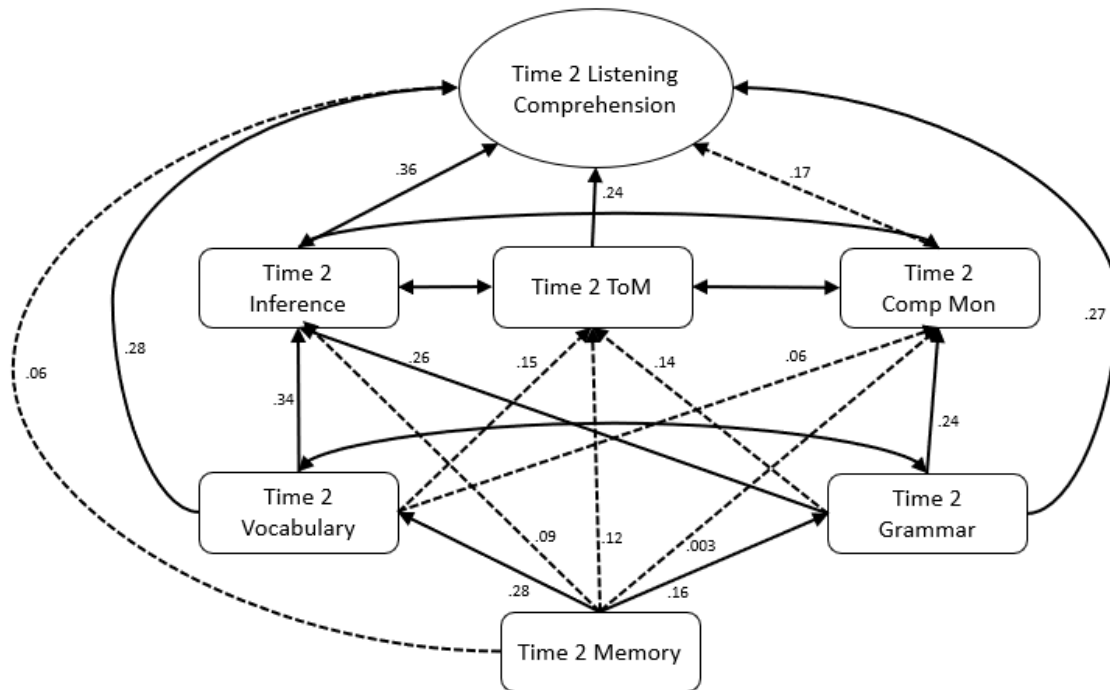 Time 2 Listening
Comprehension
.36
.24
.17
Time 2
Inference
Time 2 ToM
Time 2
Comp Mon
.06
.28
.34
.26
.15
.14
.06
.24
.27
Time 2
Vocabulary
Time 2
Grammar
.09
.12
.003
.28
.16
Time 2 Memory